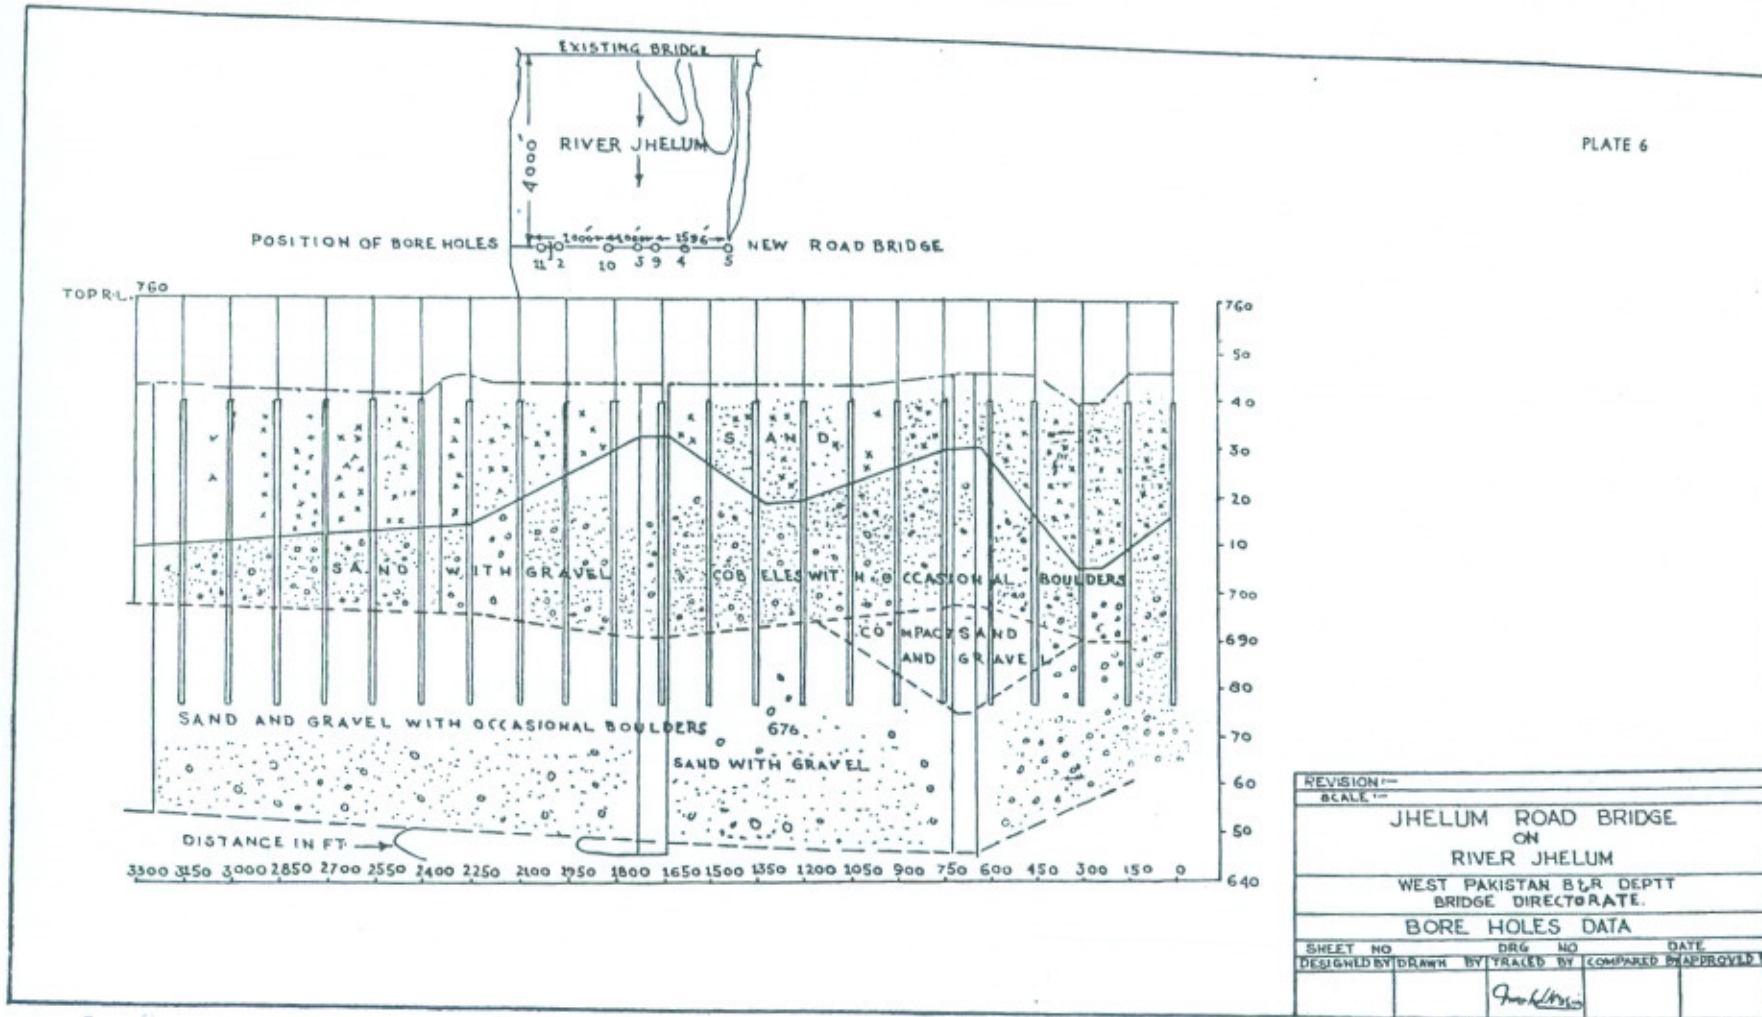 PLATE 6
EXISTING BRIDGE
4000'
RIVER JHELUM
POSITION OF BORE HOLES
NEW ROAD BRIDGE
1596'
11 2 10 3 9 4 5
TOP R.L. 760
760
50
40
30
20
10
700
690
80
70
60
50
640
SAND
SAND WITH GRAVEL
COBELES WITH OCCASIONAL BOULDERS
COMPACT SAND
AND GRAVEL
SAND AND GRAVEL WITH OCCASIONAL BOULDERS
676
SAND WITH GRAVEL
DISTANCE IN FT.
3300 3150 3000 2850 2700 2550 2400 2250 2100 1950 1800 1650 1500 1350 1200 1050 900 750 600 450 300 150 0
REVISION:-
SCALE:-
JHELUM ROAD BRIDGE
ON
RIVER JHELUM
WEST PAKISTAN B&R DEPTT
BRIDGE DIRECTORATE.
BORE HOLES DATA
SHEET NO DRG NO DATE
DESIGNED BY DRAWN BY TRACED BY COMPARED BY APPROVED